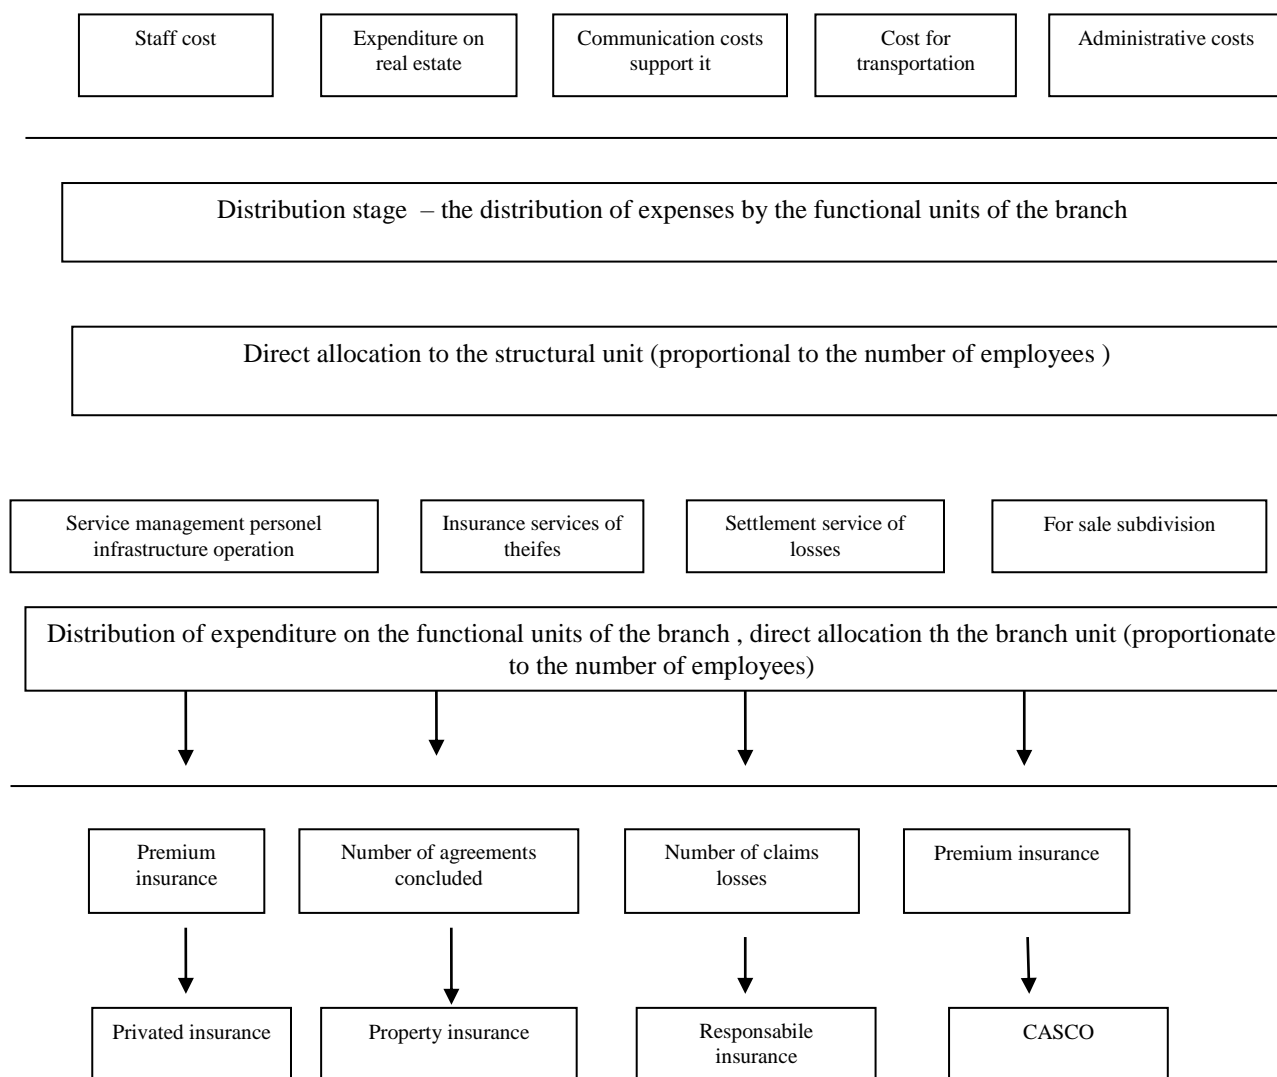 Staff cost
Expenditure on
real estate
Communication costs
support it
Cost for
transportation
Administrative costs
Distribution stage – the distribution of expenses by the functional units of the branch
Direct allocation to the structural unit (proportional to the number of employees )
Service management personel
infrastructure operation
Insurance services of
theifes
Settlement service of
losses
For sale subdivision
Distribution of expenditure on the functional units of the branch , direct allocation th the branch unit (proportionate
to the number of employees)
Premium
insurance
Number of agreements
concluded
Number of claims
losses
Premium insurance
Privated insurance
Property insurance
Responsabile
insurance
CASCO